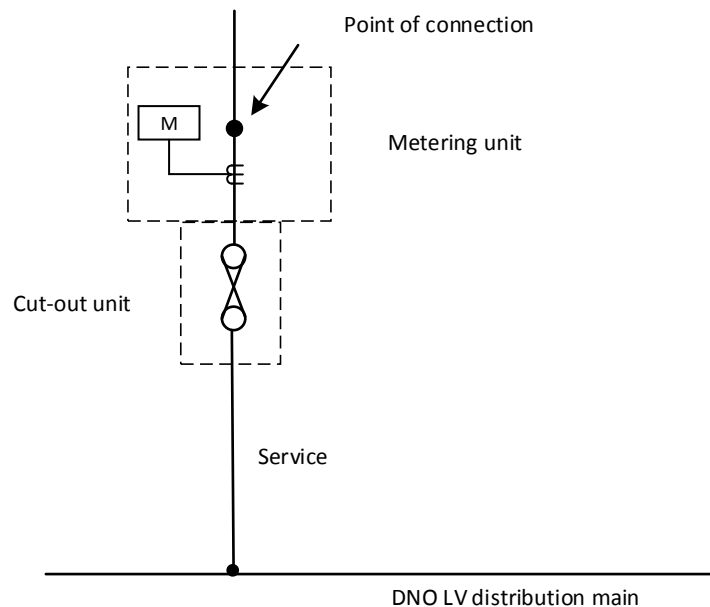 Point of connection
M
Metering unit
Cut-out unit
Service
DNO LV distribution main